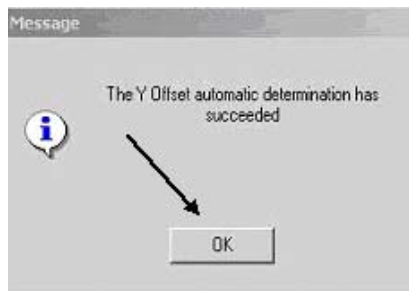 Message
The Y Offset automatic determination has
succeeded
OK